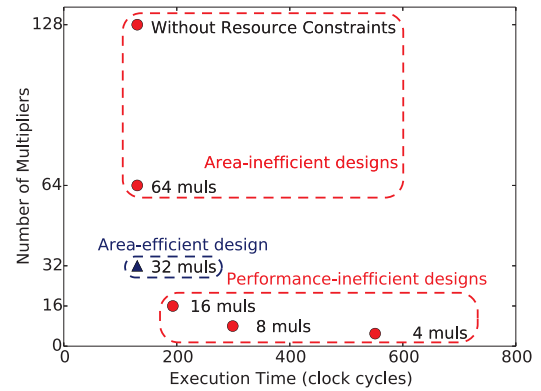 128
Without Resource Constraints
Area-inefficient designs
64
64 muls
Area-efficient design
32
32 muls
Performance-inefficient designs
16
16 muls
8 muls
4 muls
0
0 200 400 600 800
Execution Time (clock cycles)
Number of Multipliers